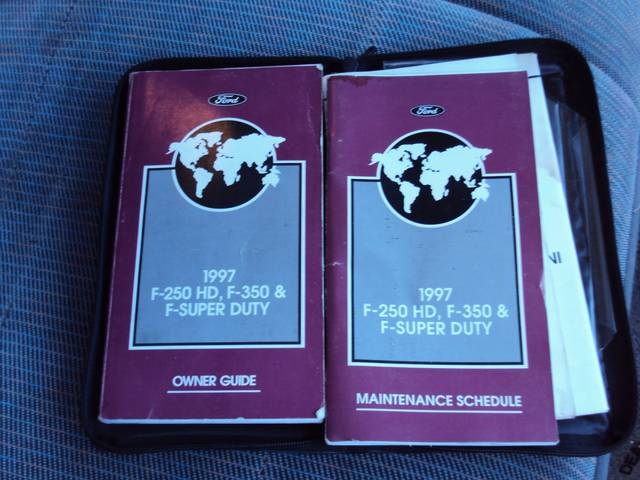 Ford
1997
F-250 HD, F-350 &
F-SUPER DUTY
OWNER GUIDE
Ford
1997
F-250 HD, F-350 &
F-SUPER DUTY
MAINTENANCE SCHEDULE